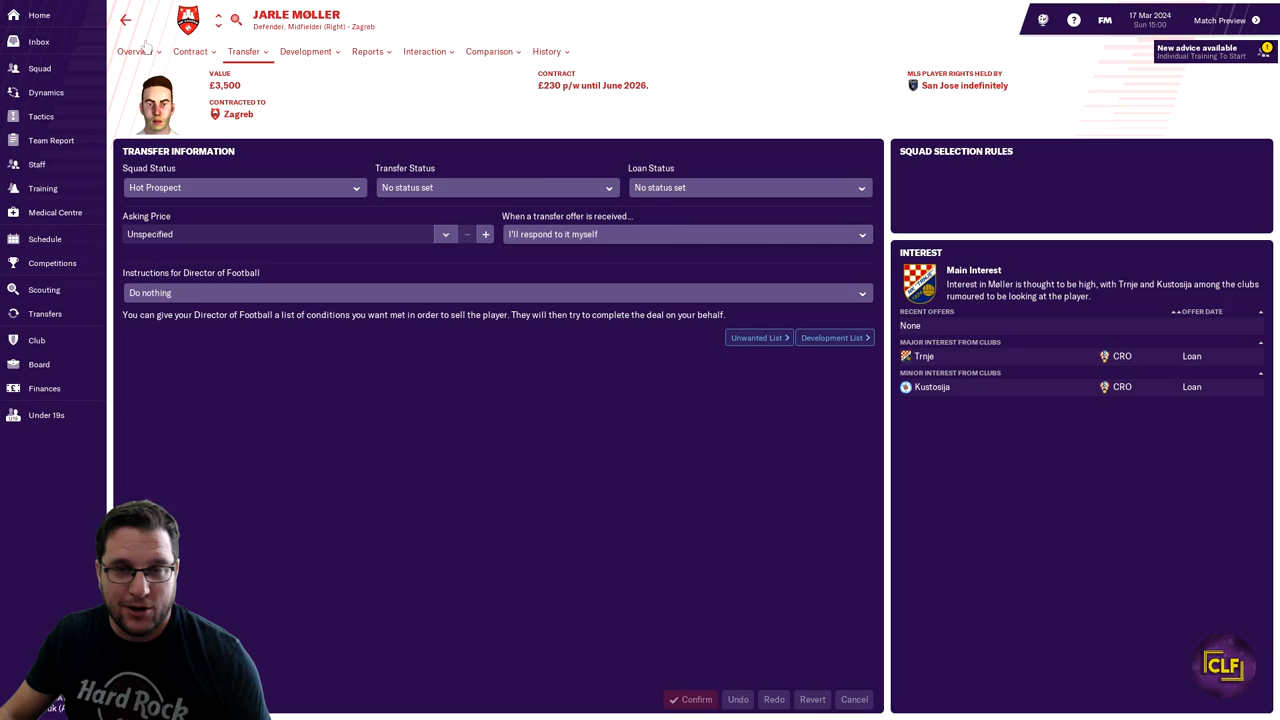 Home
Inbox
Squad
Dynamics
Tactics
Team Report
Staff
Training
Medical Centre
Schedule
Competitions
Scouting
Transfers
Club
Board
Finances
Under 19s
JARLE MØLLER
Defender, Midfielder (Right) - Zagreb
17 Mar 2024
Sun 15:00
FM
Match Preview
New advice available
Individual Training To Start
Overview
Contract
Transfer
Development
Reports
Interaction
Comparison
History
VALUE
£3,500
CONTRACTED TO
Zagreb
CONTRACT
£230 p/w until June 2026.
MLS PLAYER RIGHTS HELD BY
San Jose indefinitely
TRANSFER INFORMATION
Squad Status
Transfer Status
Loan Status
Hot Prospect
No status set
No status set
Asking Price
When a transfer offer is received...
Unspecified
I'll respond to it myself
Instructions for Director of Football
Do nothing
You can give your Director of Football a list of conditions you want met in order to sell the player. They will then try to complete the deal on your behalf.
Unwanted List
Development List
Confirm
Undo
Redo
Revert
Cancel
SQUAD SELECTION RULES
INTEREST
Main Interest
Interest in Møller is thought to be high, with Trnje and Kustosija among the clubs
rumoured to be looking at the player.
RECENT OFFERS
OFFER DATE
None
MAJOR INTEREST FROM CLUBS
Trnje CRO Loan
MINOR INTEREST FROM CLUBS
Kustosija CRO Loan
Hard Rock
CLF